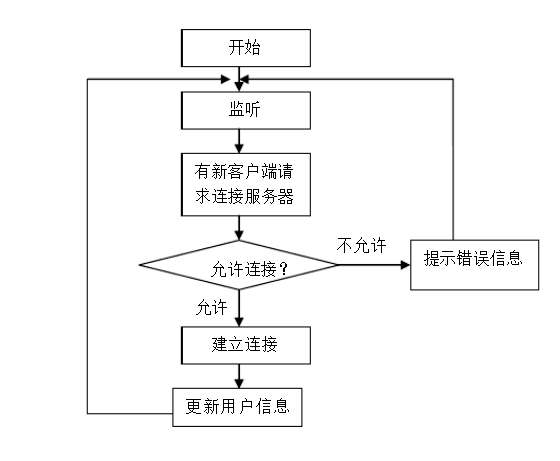 开始
监听
有新客户端请
求连接服务器
不允许
允许连接？
提示错误信息
允许
建立连接
更新用户信息